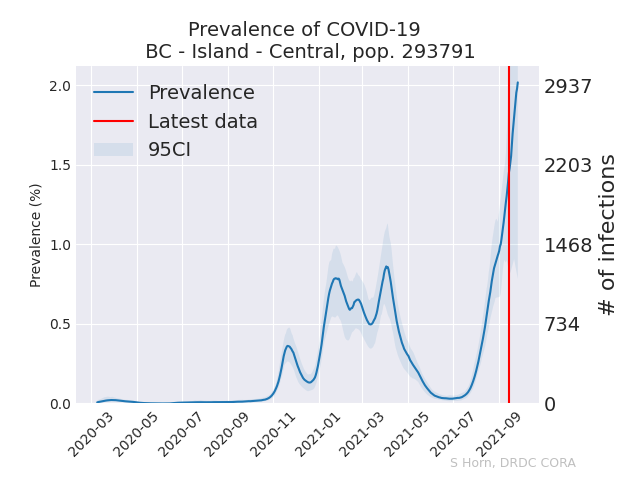 Prevalence of COVID-19
BC - Island - Central, pop. 293791
Prevalence
Latest data
95CI
Prevalence (%)
2.0
1.5
1.0
0.5
0.0
2937
2203
1468
734
0
# of infections
2020-03
2020-05
2020-07
2020-09
2020-11
2021-01
2021-03
2021-05
2021-07
2021-09
S Horn, DRDC CORA